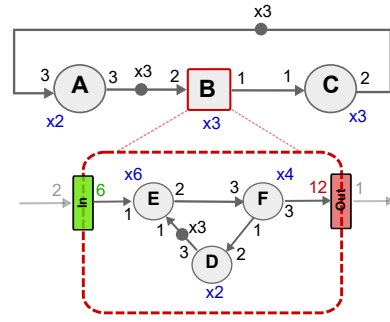 x3
3 A 3 x3 2 B 1 1 C 2
x2 x3 x3
x6 x4
2 In 6 1 E 2 3 F 3 12 Out 1
1 x3 1
3 D 2
x2